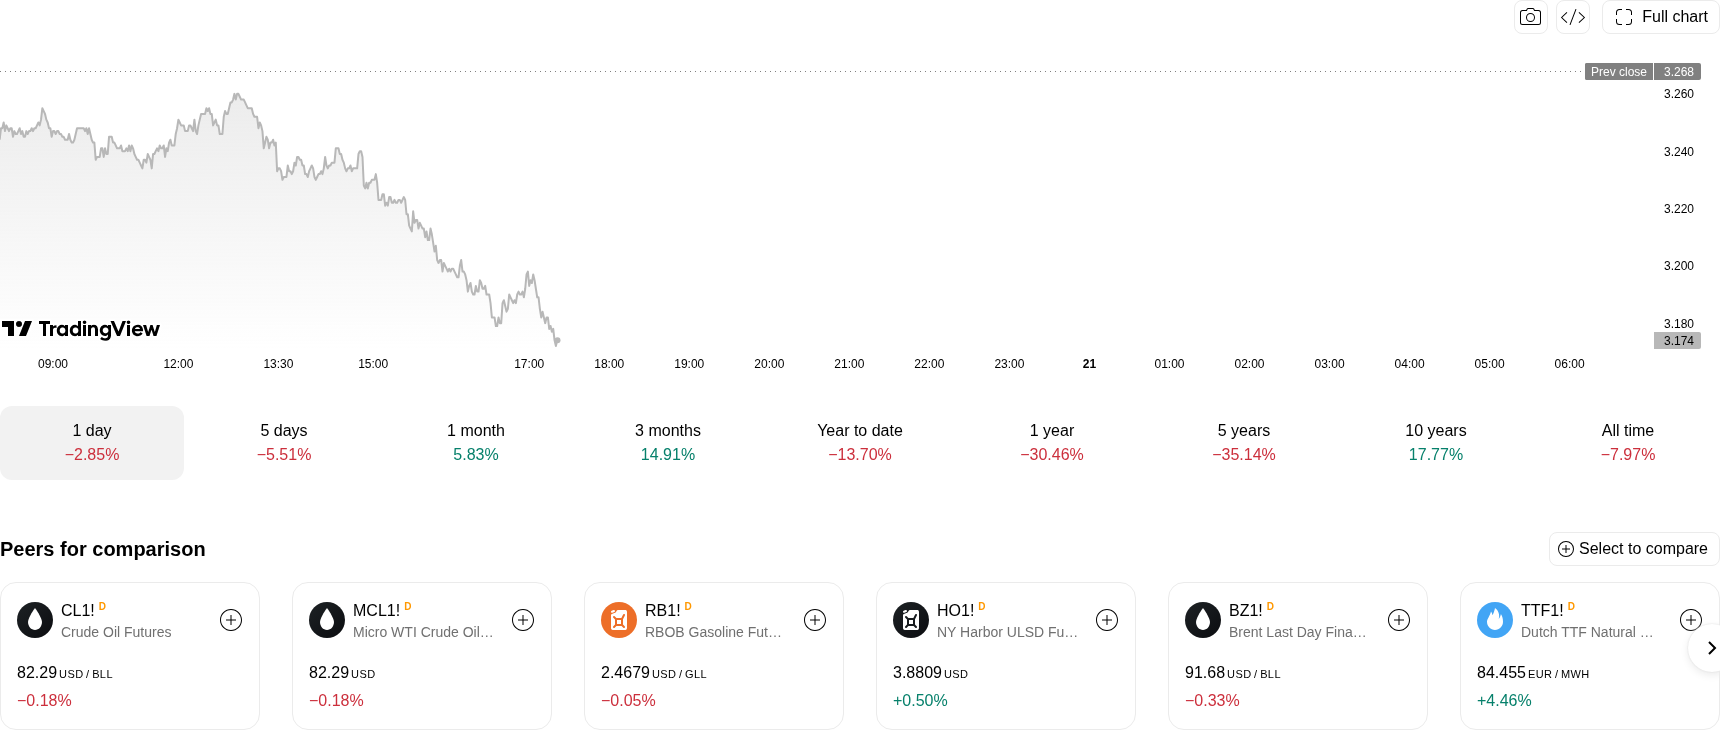 Full chart
Prev close 3.268
3.260
3.240
3.220
3.200
3.180
3.174
TradingView
09:00 12:00 13:30 15:00 17:00 18:00 19:00 20:00 21:00 22:00 23:00 21 01:00 02:00 03:00 04:00 05:00 06:00
1 day 5 days 1 month 3 months Year to date 1 year 5 years 10 years All time
−2.85% −5.51% 5.83% 14.91% −13.70% −30.46% −35.14% 17.77% −7.97%
Peers for comparison
Select to compare
CL1! D
Crude Oil Futures
82.29 USD / BLL
−0.18%
MCL1! D
Micro WTI Crude Oil…
82.29 USD
−0.18%
RB1! D
RBOB Gasoline Fut…
2.4679 USD / GLL
−0.05%
HO1! D
NY Harbor ULSD Fu…
3.8809 USD
+0.50%
BZ1! D
Brent Last Day Fina…
91.68 USD / BLL
−0.33%
TTF1! D
Dutch TTF Natural …
84.455 EUR / MWH
+4.46%